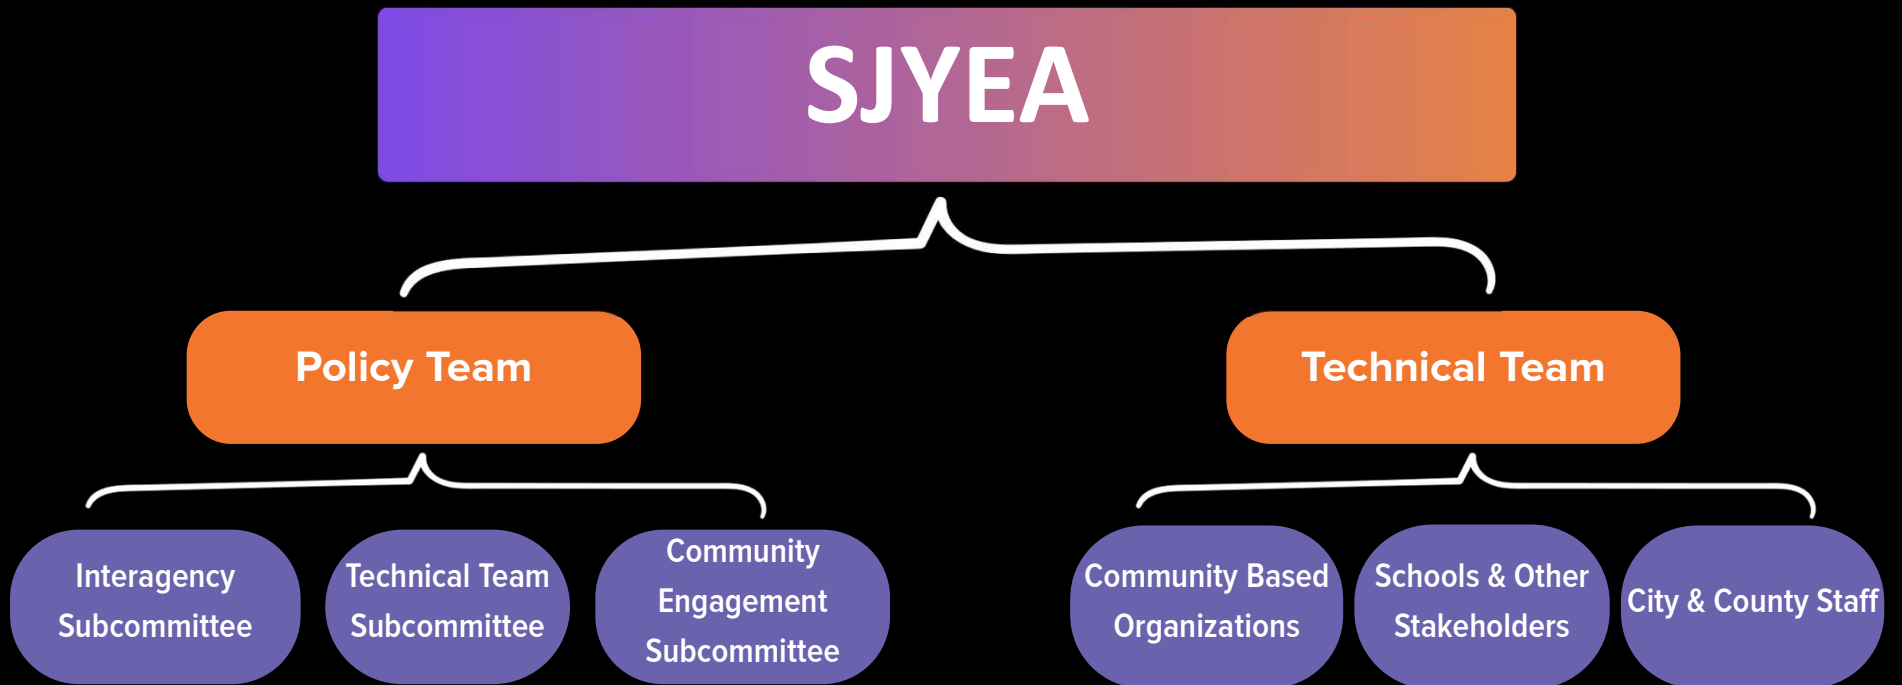 SJYEA
Policy Team
Technical Team
Interagency
Subcommittee
Technical Team
Subcommittee
Community
Engagement
Subcommittee
Community Based
Organizations
Schools & Other
Stakeholders
City & County Staff